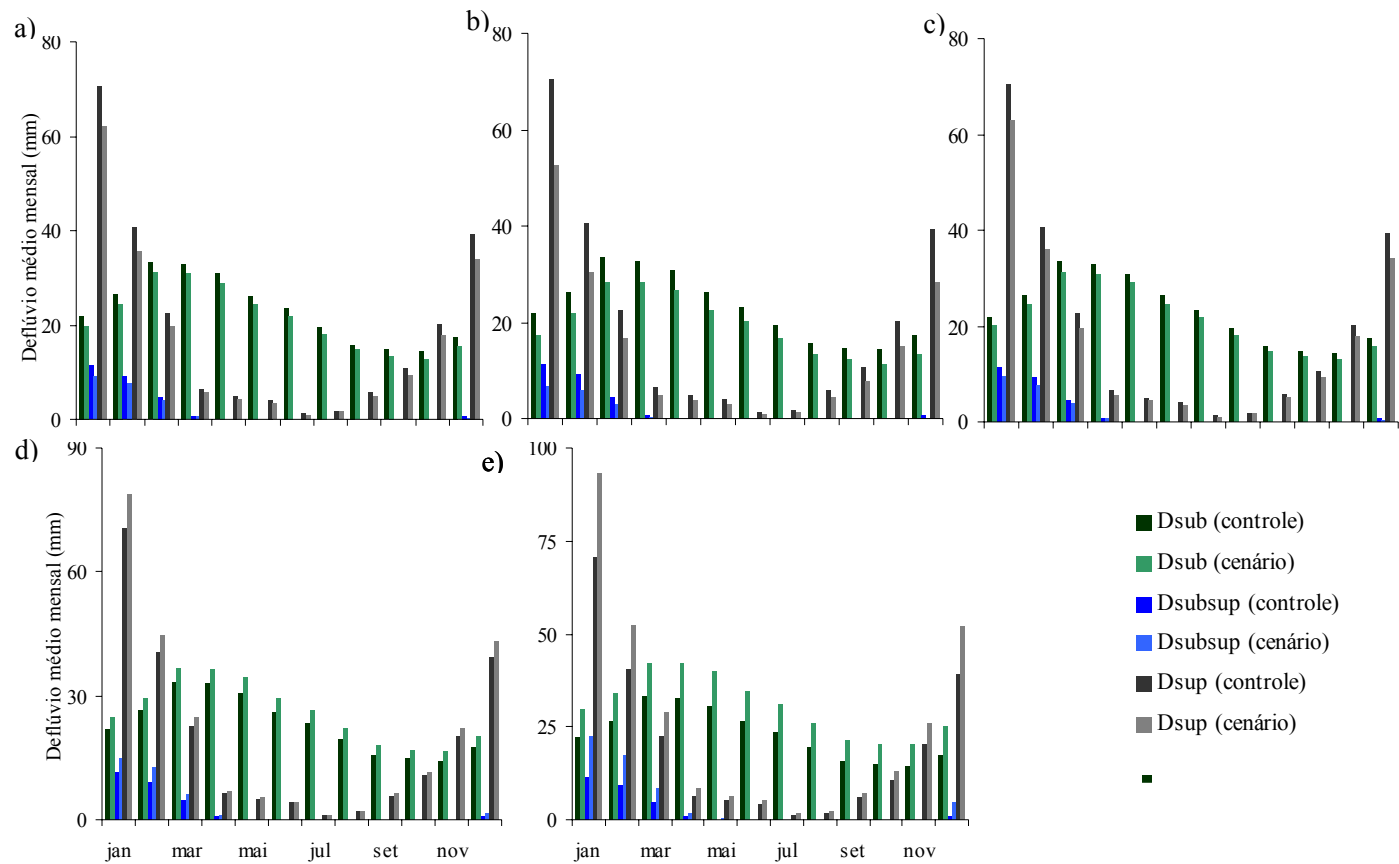 a)
b)
c)
80
60
40
20
0
Deflúvio médio mensal (mm)
80
60
40
20
0
80
60
40
20
0
d)
e)
90
60
30
0
Deflúvio médio mensal (mm)
jan mar mai jul set nov
100
75
50
25
0
jan mar mai jul set nov
Dsub (controle)
Dsub (cenário)
Dsubsup (controle)
Dsubsup (cenário)
Dsup (controle)
Dsup (cenário)